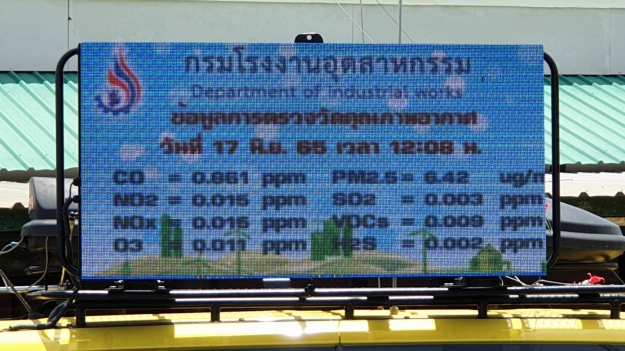 กรมโรงงานอุตสาหกรรม
Department of industrial works
ข้อมูลการตรวจวัดคุณภาพอากาศ
วันที่ 17 มิ.ย. 65 เวลา 12:08 น.
CO = 0.861 ppm PM2.5 = 6.42 ug/m
NO2 = 0.015 ppm SO2 = 0.003 ppm
NOx = 0.015 ppm VOCs = 0.009 ppm
O3 = 0.011 ppm H2S = 0.002 ppm